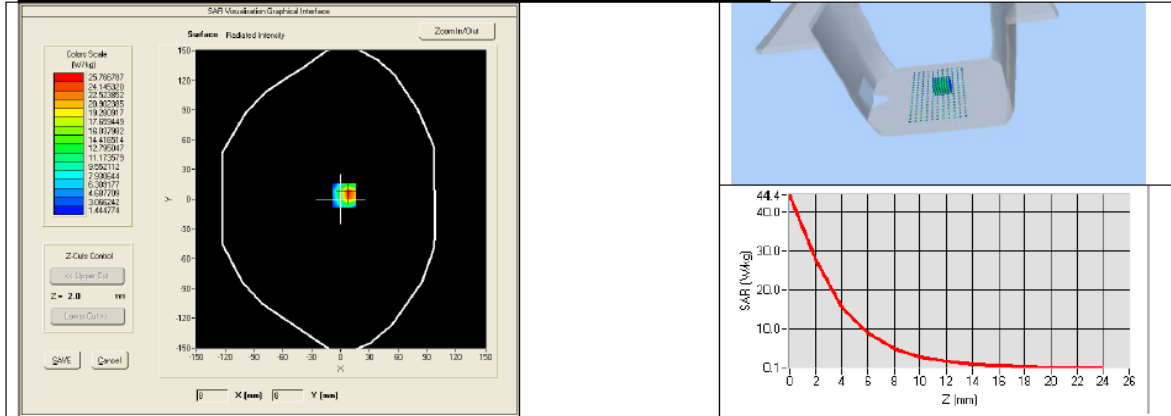 SAR Visualisation Graphical Interface
Surface Radiated Intensity
Zoom In/Out
Colors Scale
(W/kg)
25.766787
24.145320
22.523852
20.902385
19.280917
17.659449
16.037982
14.416514
12.795047
11.173579
9.552112
7.930644
6.309177
4.687709
3.066242
1.444774
Z-Cuts Control
<< Upper Cut
Z = 2.0 mm
Lower Cut >>
SAVE Cancel
150
120
90
60
30
0
-30
-60
-90
-120
-150
Y
-150 -120 -90 -60 -30 0 30 60 90 120 150
X
8 X (mm) 8 Y (mm)
44.4
40.0
30.0
20.0
10.0
0.1
SAR (W/kg)
0 2 4 6 8 10 12 14 16 18 20 22 24 26
Z (mm)